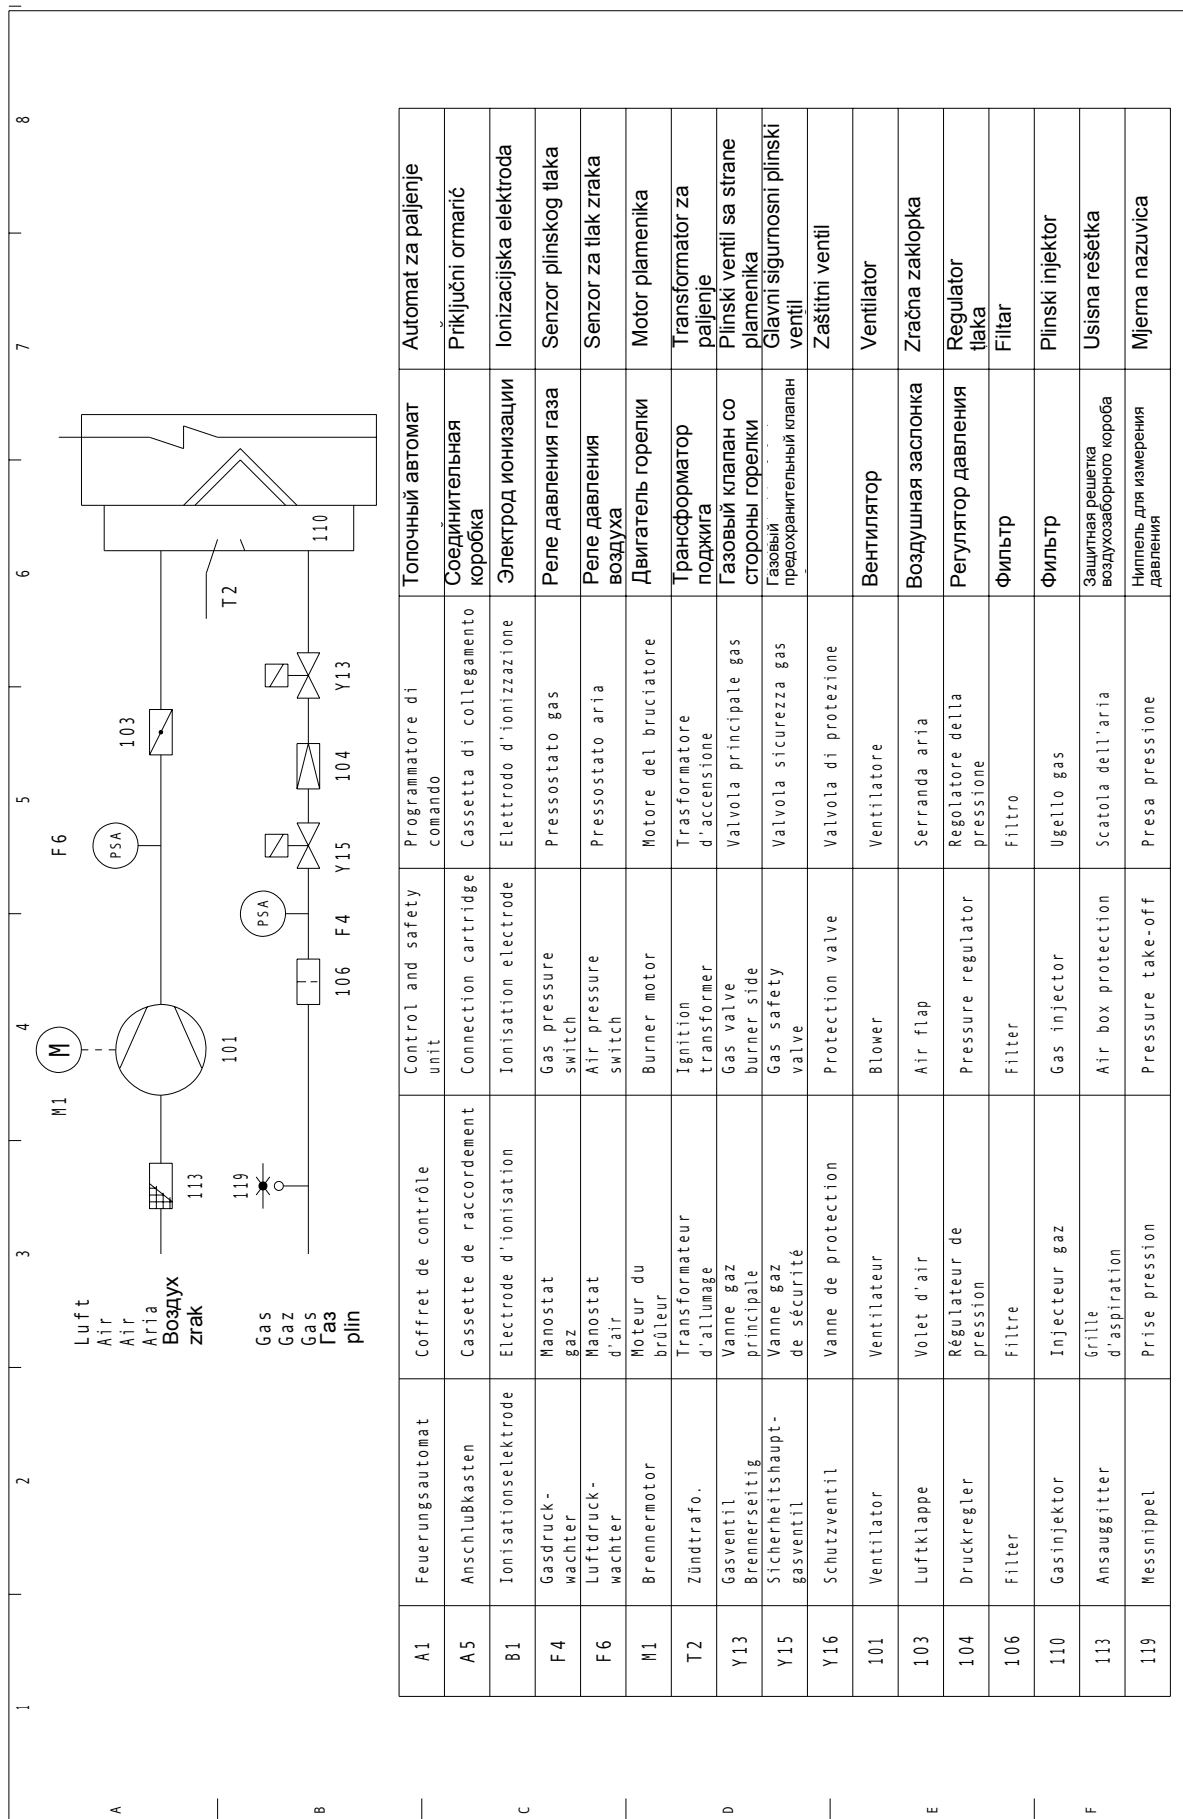 1
2
3
4
5
6
7
8
A
B
C
D
E
F
Luft
Air
Air
Aria
Воздух
zrak
Gas
Gaz
Gas
Газ
plin
M1
M
101
113
F6
PSA
103
119
106
PSA
F4
Y15
104
Y13
T2
110
A1
Feuerungsautomat
Coffret de contrôle
Control and safety
unit
Programmatore di
comando
Топочный автомат
Automat za paljenje
A5
Anschlußkasten
Cassette de raccordement
Connection cartridge
Cassetta di collegamento
Соединительная
коробка
Priključni ormarić
B1
Ionisationselektrode
Electrode d'ionisation
Ionisation electrode
Elettrodo d'ionizzazione
Электрод ионизации
Ionizacijska elektroda
F4
Gasdruck-
wachter
Manostat
gaz
Gas pressure
switch
Pressostato gas
Реле давления газа
Senzor plinskog tlaka
F6
Luftdruck-
wachter
Manostat
d'air
Air pressure
switch
Pressostato aria
Реле давления
воздуха
Senzor za tlak zraka
M1
Brennermotor
Moteur du
brûleur
Burner motor
Motore del bruciatore
Двигатель горелки
Motor plamenika
T2
Zündtrafo.
Transformateur
d'allumage
Ignition
transformer
Trasformatore
d'accensione
Трансформатор
поджига
Transformator za
paljenje
Y13
Gasventil
Brennerseitig
Vanne gaz
principale
Gas valve
burner side
Valvola principale gas
Газовый клапан со
стороны горелки
Plinski ventil sa strane
plamenika
Y15
Sicherheitshaupt-
gasventil
Vanne gaz
de sécurité
Gas safety
valve
Valvola sicurezza gas
Газовый
предохранительный клапан
Glavni sigurnosni plinski
ventil
Y16
Schutzventil
Vanne de protection
Protection valve
Valvola di protezione
Zaštitni ventil
101
Ventilator
Ventilateur
Blower
Ventilatore
Вентилятор
Ventilator
103
Luftklappe
Volet d'air
Air flap
Serranda aria
Воздушная заслонка
Zračna zaklopka
104
Druckregler
Régulateur de
pression
Pressure regulator
Regolatore della
pressione
Регулятор давления
Regulator
tlaka
106
Filter
Filtre
Filter
Filtro
Фильтр
Filtar
110
Gasinjektor
Injecteur gaz
Gas injector
Ugello gas
Фильтр
Plinski injektor
113
Ansauggitter
Grille
d'aspiration
Air box protection
Scatola dell'aria
Защитная решетка
воздухозаборного короба
Usisna rešetka
119
Messnippel
Prise pression
Pressure take-off
Presa pressione
Ниппель для измерения
давления
Mjerna nazuvica